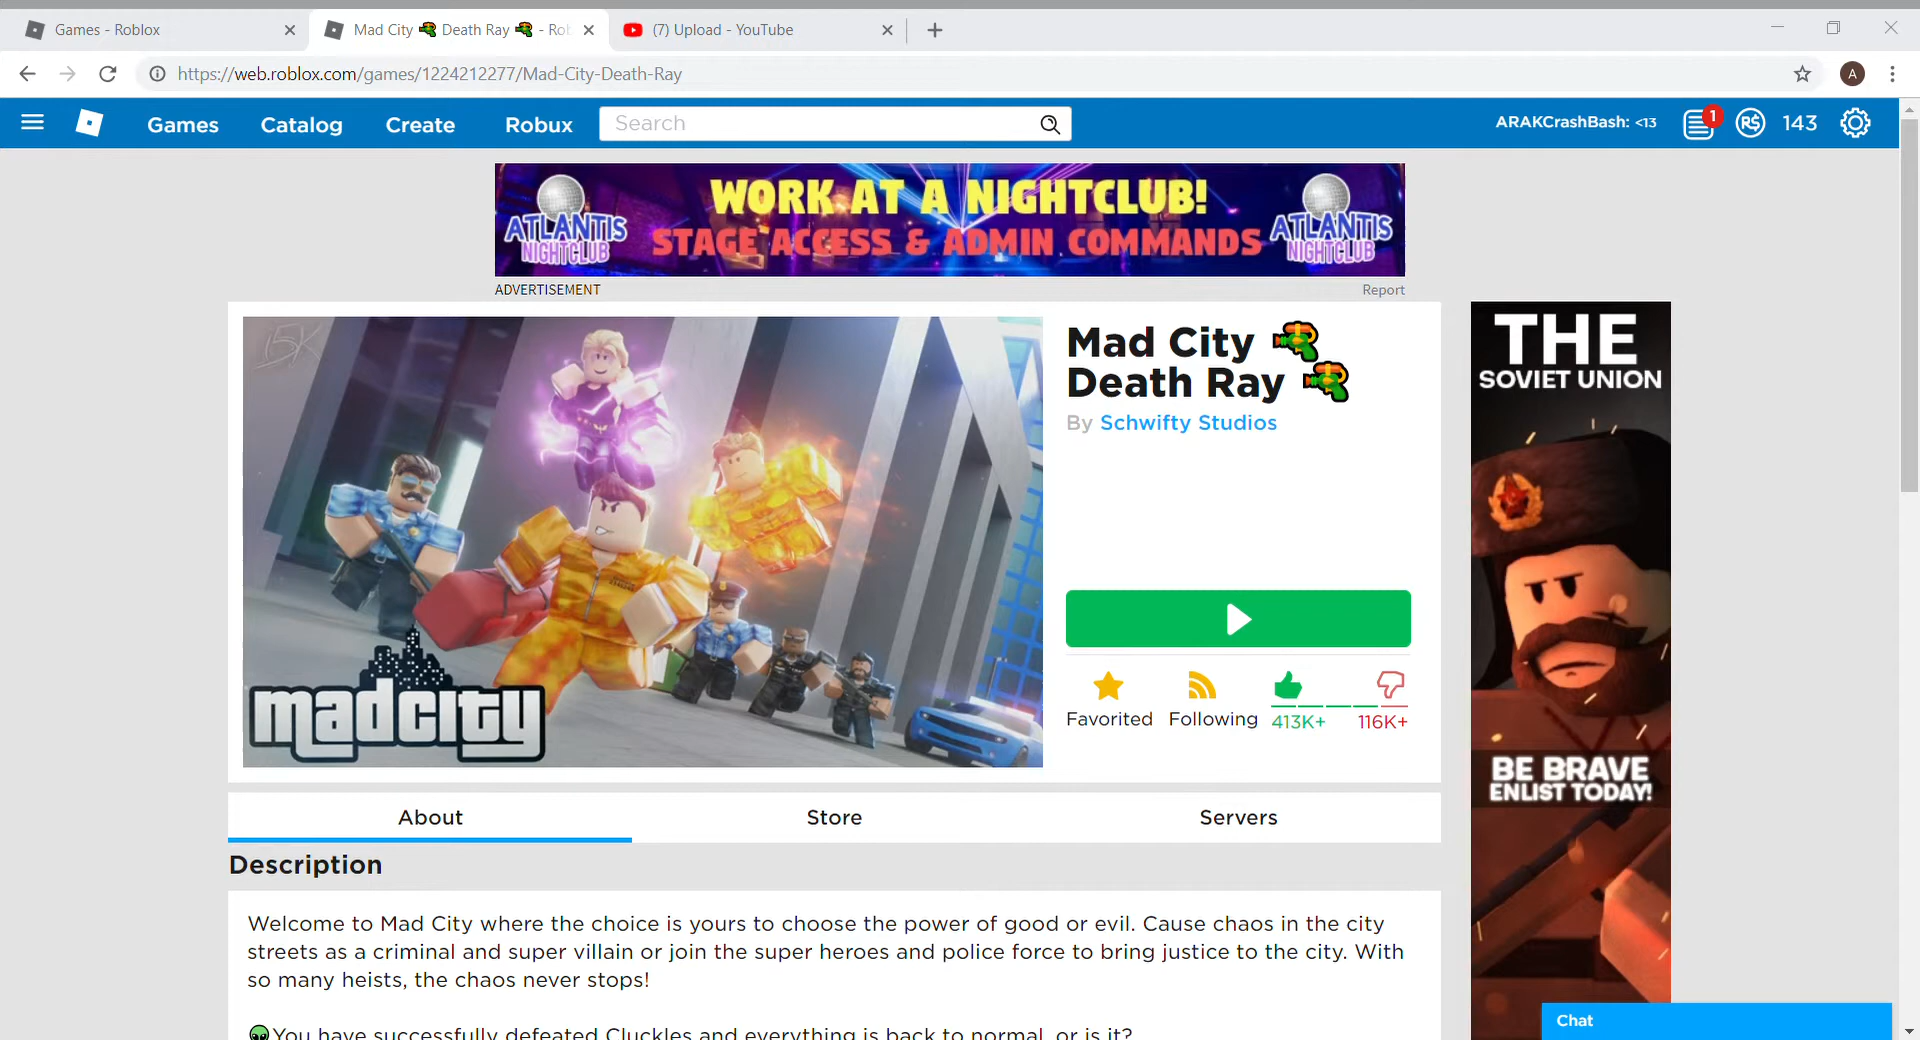 Games - Roblox
Mad City 🔫 Death Ray 🔫 - Rob
(7) Upload - YouTube
https://web.roblox.com/games/1224212277/Mad-City-Death-Ray
A
Games
Catalog
Create
Robux
Search
ARAKCrashBash: <13
1
R$
143
ATLANTIS NIGHTCLUB
WORK AT A NIGHTCLUB!
STAGE ACCESS & ADMIN COMMANDS
ATLANTIS NIGHTCLUB
ADVERTISEMENT
Report
i5K
madcity
Mad City 🔫
Death Ray 🔫
By Schwifty Studios
Favorited
Following
413K+
116K+
THE
SOVIET UNION
BE BRAVE
ENLIST TODAY!
About
Store
Servers
Description
Welcome to Mad City where the choice is yours to choose the power of good or evil. Cause chaos in the city
streets as a criminal and super villain or join the super heroes and police force to bring justice to the city. With
so many heists, the chaos never stops!
👽You have successfully defeated Cluckles and everything is back to normal, or is it?
Chat